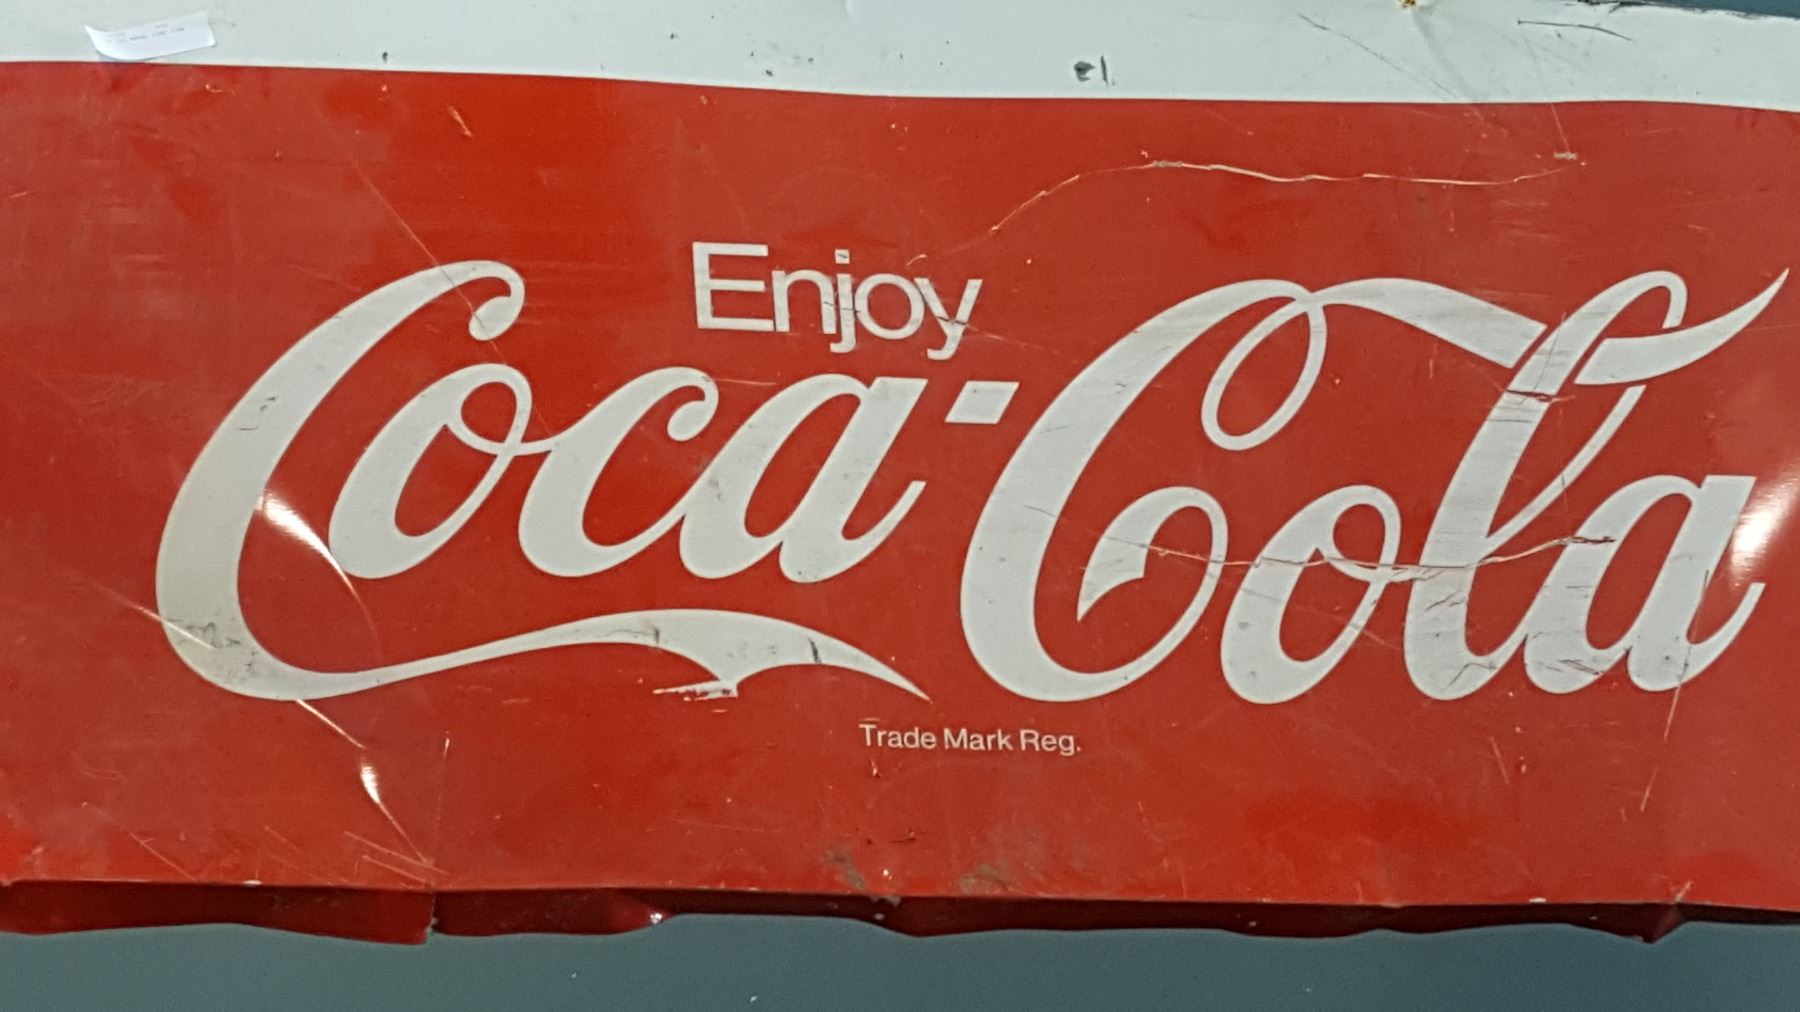 Enjoy
Coca-Cola
Trade Mark Reg.